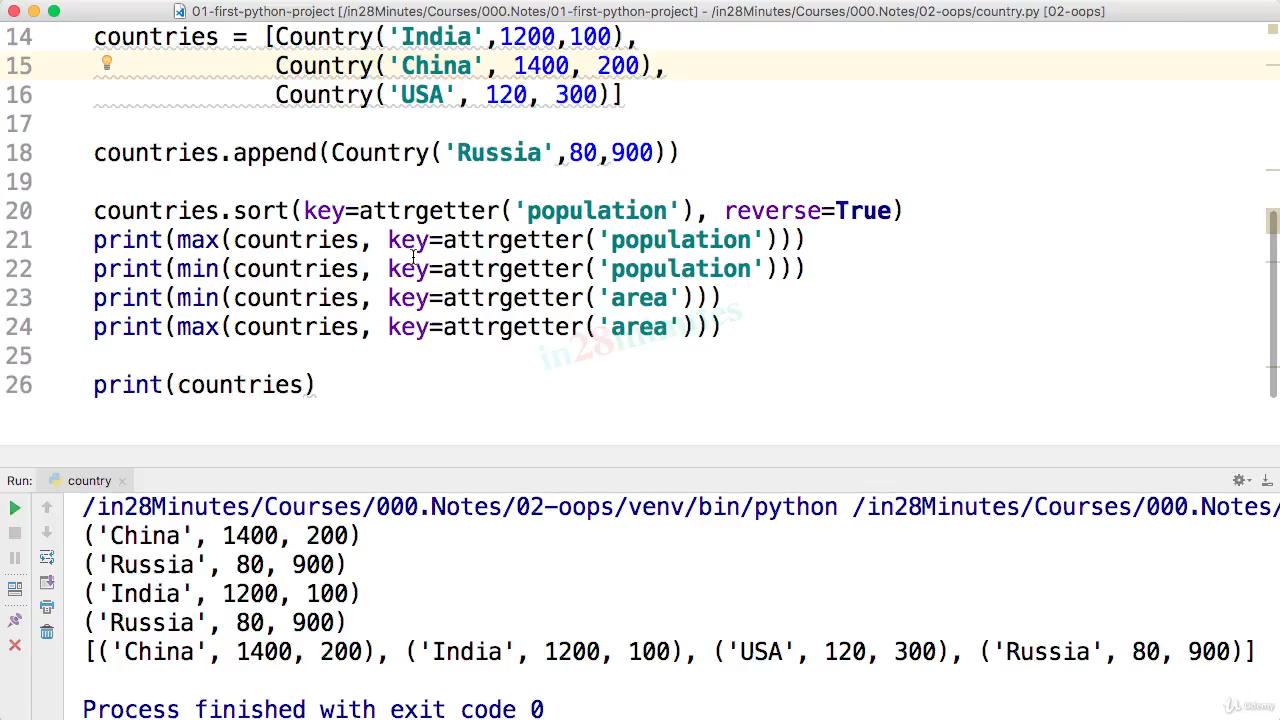 01-first-python-project [/in28Minutes/Courses/000.Notes/01-first-python-project] - /in28Minutes/Courses/000.Notes/02-oops/country.py [02-oops]
14 countries = [Country('India',1200,100),
15 Country('China', 1400, 200),
16 Country('USA', 120, 300)]
17
18 countries.append(Country('Russia',80,900))
19
20 countries.sort(key=attrgetter('population'), reverse=True)
21 print(max(countries, key=attrgetter('population')))
22 print(min(countries, key=attrgetter('population')))
23 print(min(countries, key=attrgetter('area')))
24 print(max(countries, key=attrgetter('area')))
in28minutes
25
26 print(countries)
Run: country
/in28Minutes/Courses/000.Notes/02-oops/venv/bin/python /in28Minutes/Courses/000.Notes/
('China', 1400, 200)
('Russia', 80, 900)
('India', 1200, 100)
('Russia', 80, 900)
[('China', 1400, 200), ('India', 1200, 100), ('USA', 120, 300), ('Russia', 80, 900)]
Process finished with exit code 0
Udemy